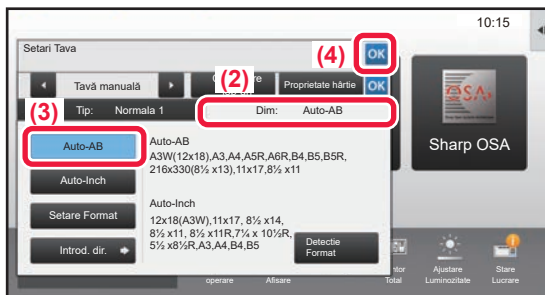 10:15
Setari Tava
(4)
OK
(2)
Tavă manuală
Proprietate hârtie
OK
(3)
Tip: Normala 1
Dim: Auto-AB
Auto-AB
Auto-AB
A3W(12x18),A3,A4,A5R,A6R,B4,B5,B5R,
216x330(8½ x13),11x17,8½ x11
Auto-Inch
Auto-Inch
12x18(A3W),11x17, 8½ x14,
8½ x11, 8½ x11R,7¼ x 10½R,
5½ x8½R,A3,A4,B4,B5
Setare Format
Introd. dir.
Detectie
Format
Sharp OSA
operare
Afisare
Total
Ajustare
Luminozitate
Stare
Lucrare